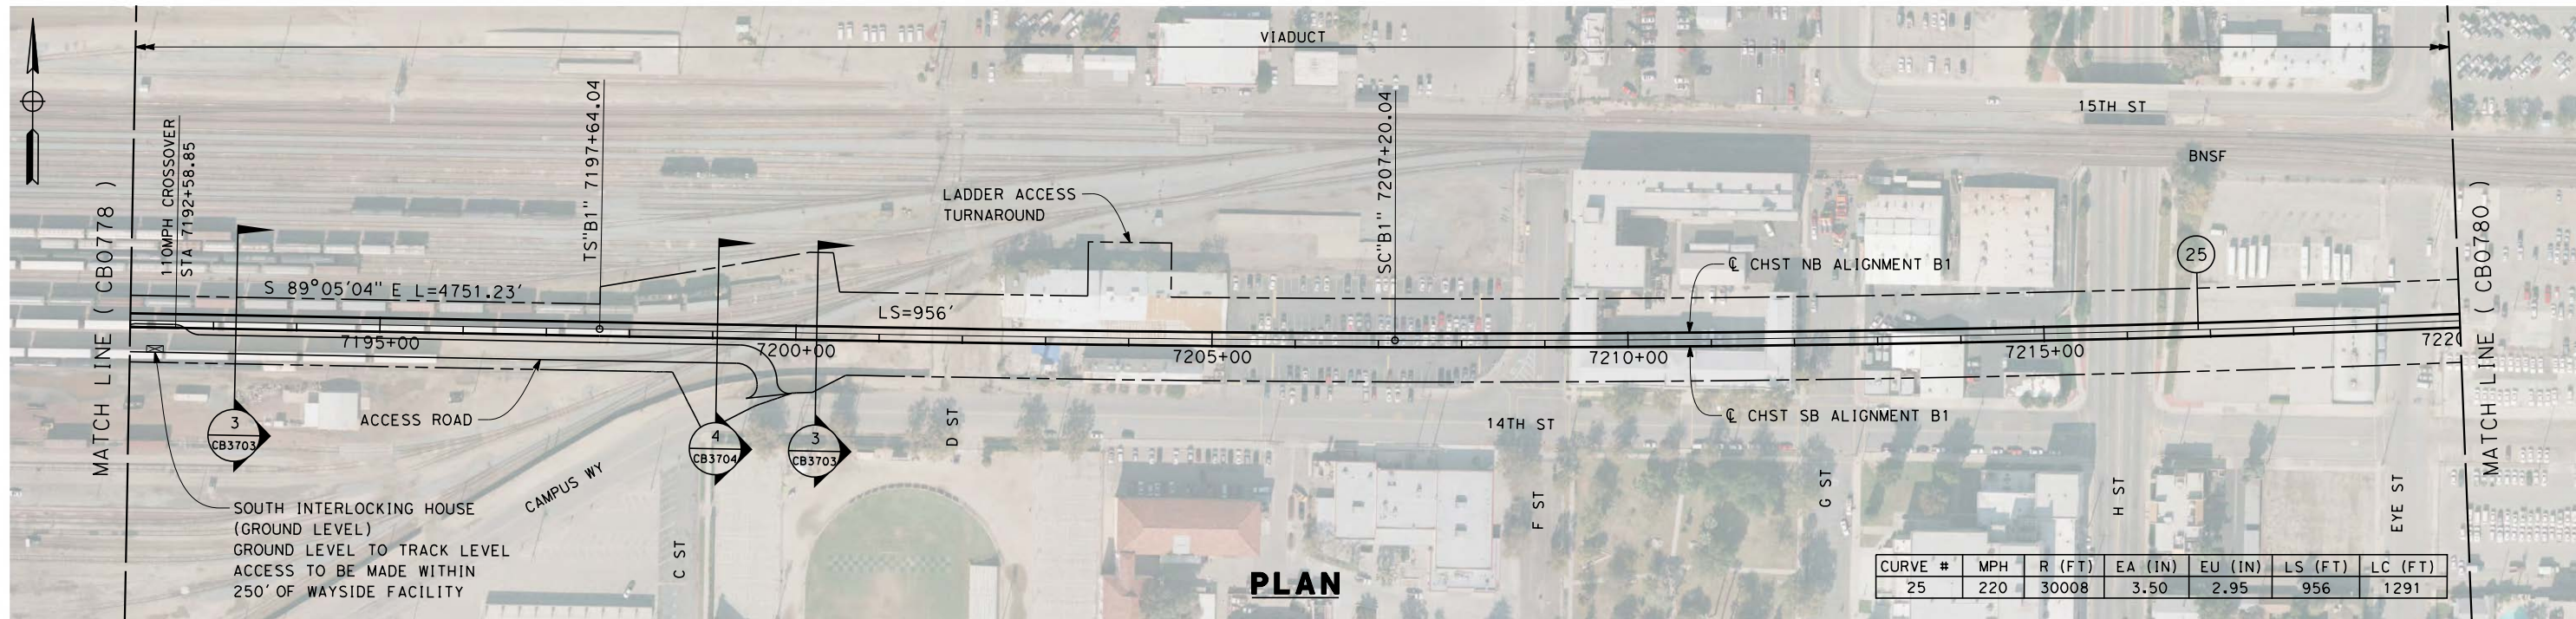 VIADUCT
110MPH CROSSOVER
STA 7192+58.85
TS"B1" 7197+64.04
SC"B1" 7207+20.04
15TH ST
BNSF
MATCH LINE ( CB0778 )
LADDER ACCESS
TURNAROUND
25
℄ CHST NB ALIGNMENT B1
MATCH LINE ( CB0780 )
S 89°05'04" E L=4751.23'
LS=956'
7195+00
7200+00
7205+00
7210+00
7215+00
7220
ACCESS ROAD
3
CB3703
4
CB3704
3
CB3703
D ST
14TH ST
℄ CHST SB ALIGNMENT B1
CAMPUS WY
C ST
F ST
G ST
H ST
EYE ST
SOUTH INTERLOCKING HOUSE
(GROUND LEVEL)
GROUND LEVEL TO TRACK LEVEL
ACCESS TO BE MADE WITHIN
250' OF WAYSIDE FACILITY
PLAN
CURVE # MPH R (FT) EA (IN) EU (IN) LS (FT) LC (FT)
25 220 30008 3.50 2.95 956 1291